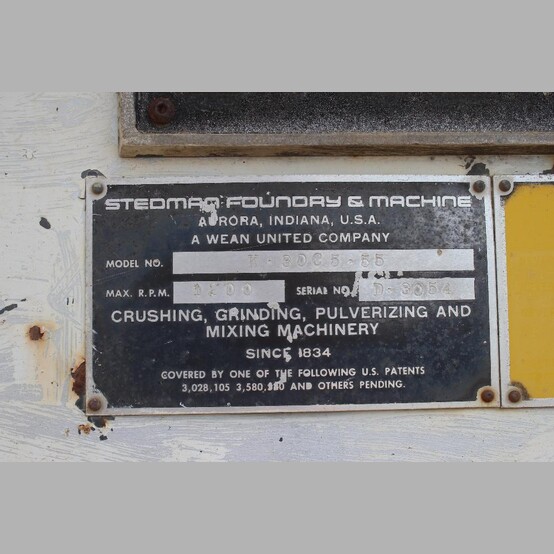 STEDMAN FOUNDRY & MACHINE
AURORA, INDIANA, U.S.A.
A WEAN UNITED COMPANY
MODEL NO.
MAX. R.P.M. SERIAL NO.
CRUSHING, GRINDING, PULVERIZING AND
MIXING MACHINERY
SINCE 1834
COVERED BY ONE OF THE FOLLOWING U.S. PATENTS
3,028,105 AND OTHERS PENDING.